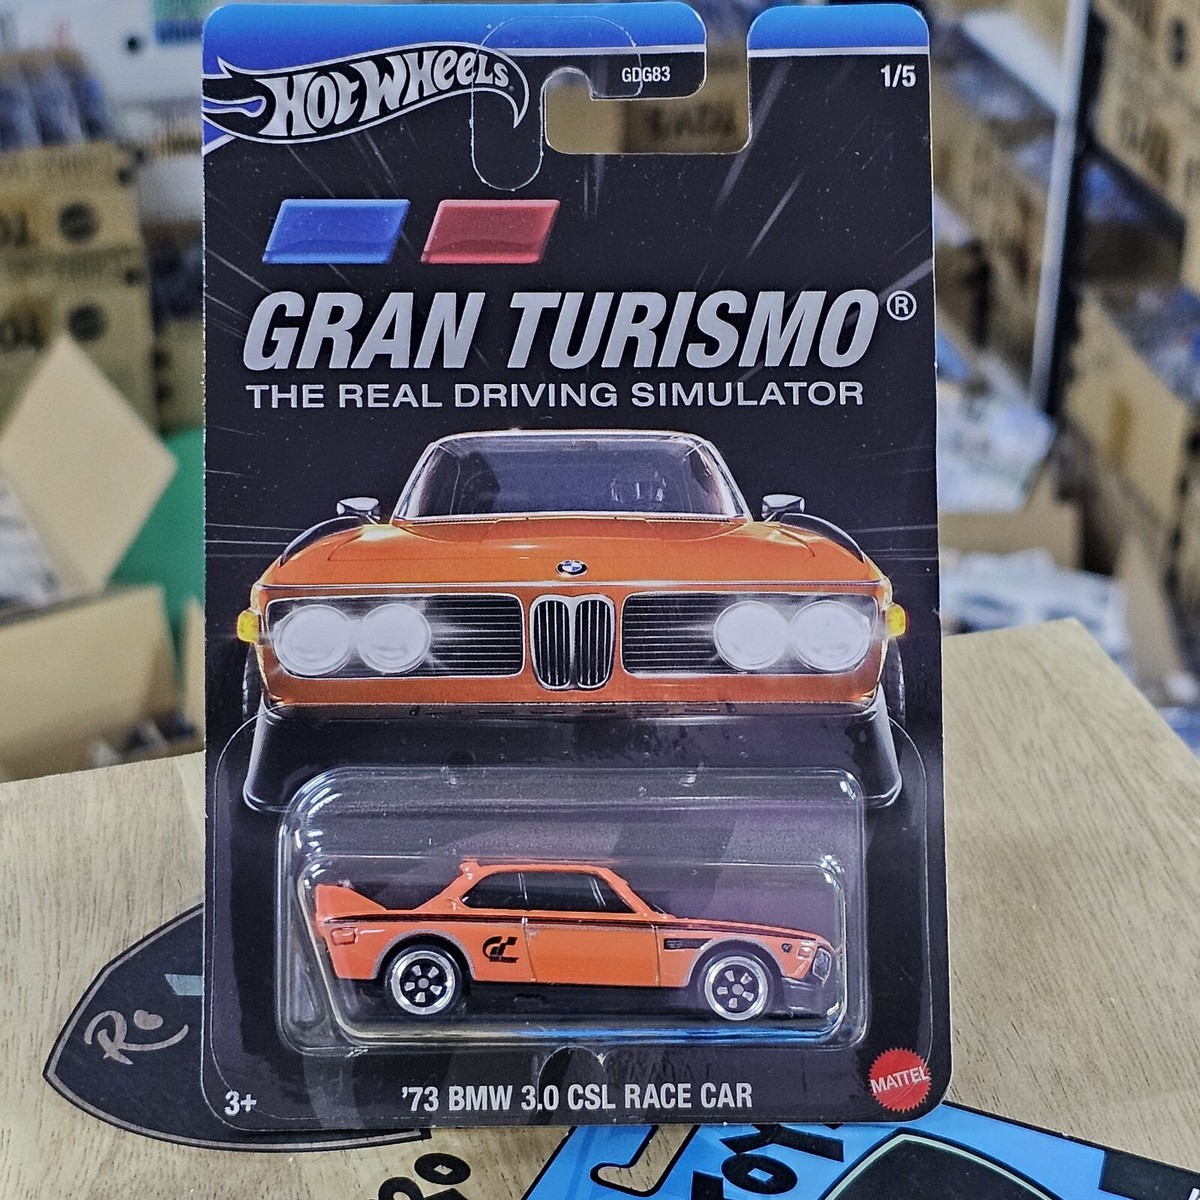 HOT WHEELS
GDG83
1/5
GRAN TURISMO®
THE REAL DRIVING SIMULATOR
GT
3+
'73 BMW 3.0 CSL RACE CAR
MATTEL